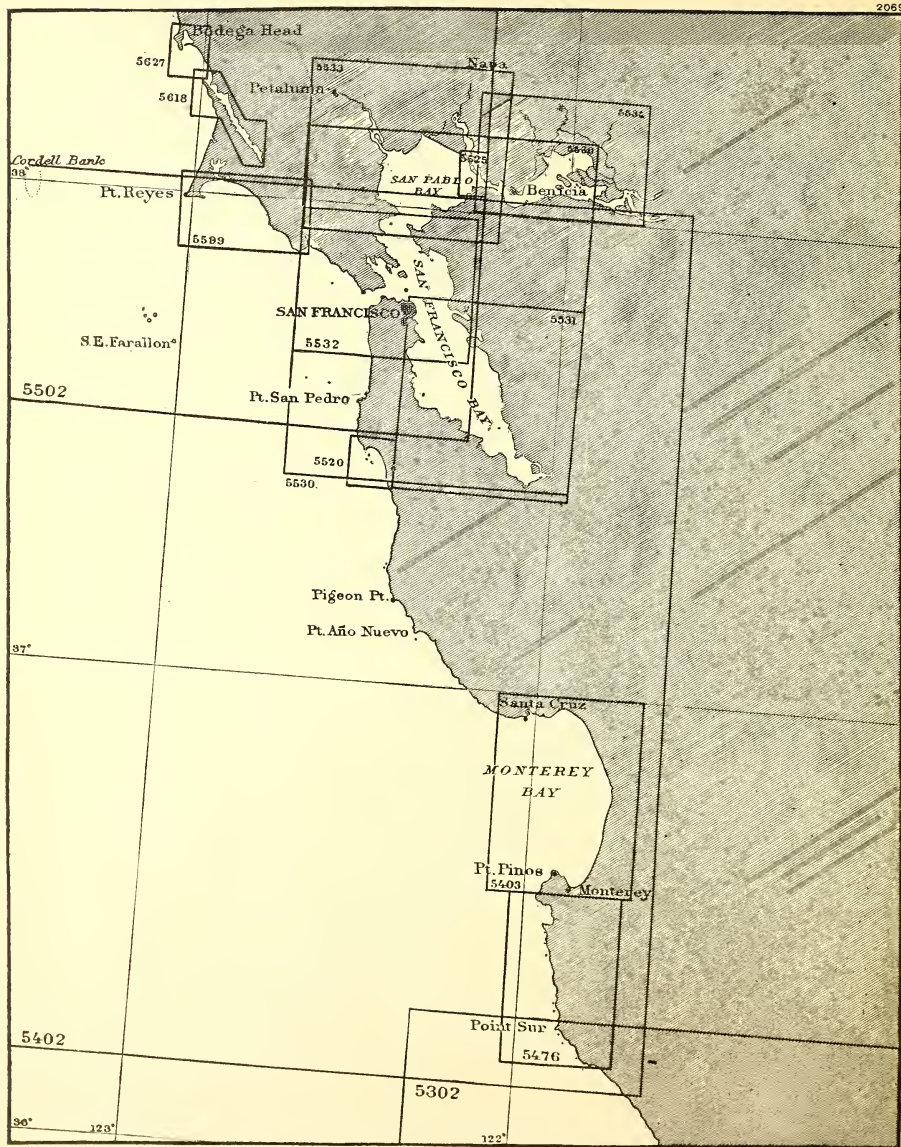 2069
Bodega Head
5627
5533
Napa
Petaluma
5618
5534
Cordell Bank
38°
5525
SAN PABLO
BAY
Benicia
Pt. Reyes
5599
SAN FRANCISCO BAY
SAN FRANCISCO
5531
S.E. Farallon
5532
5502
Pt. San Pedro
5520
5530.
Pigeon Pt.
Pt. Año Nuevo
37°
Santa Cruz
MONTEREY
BAY
Pt. Pinos
5403
Monterey
Point Sur
5402
5476
5302
36°
123°
122°